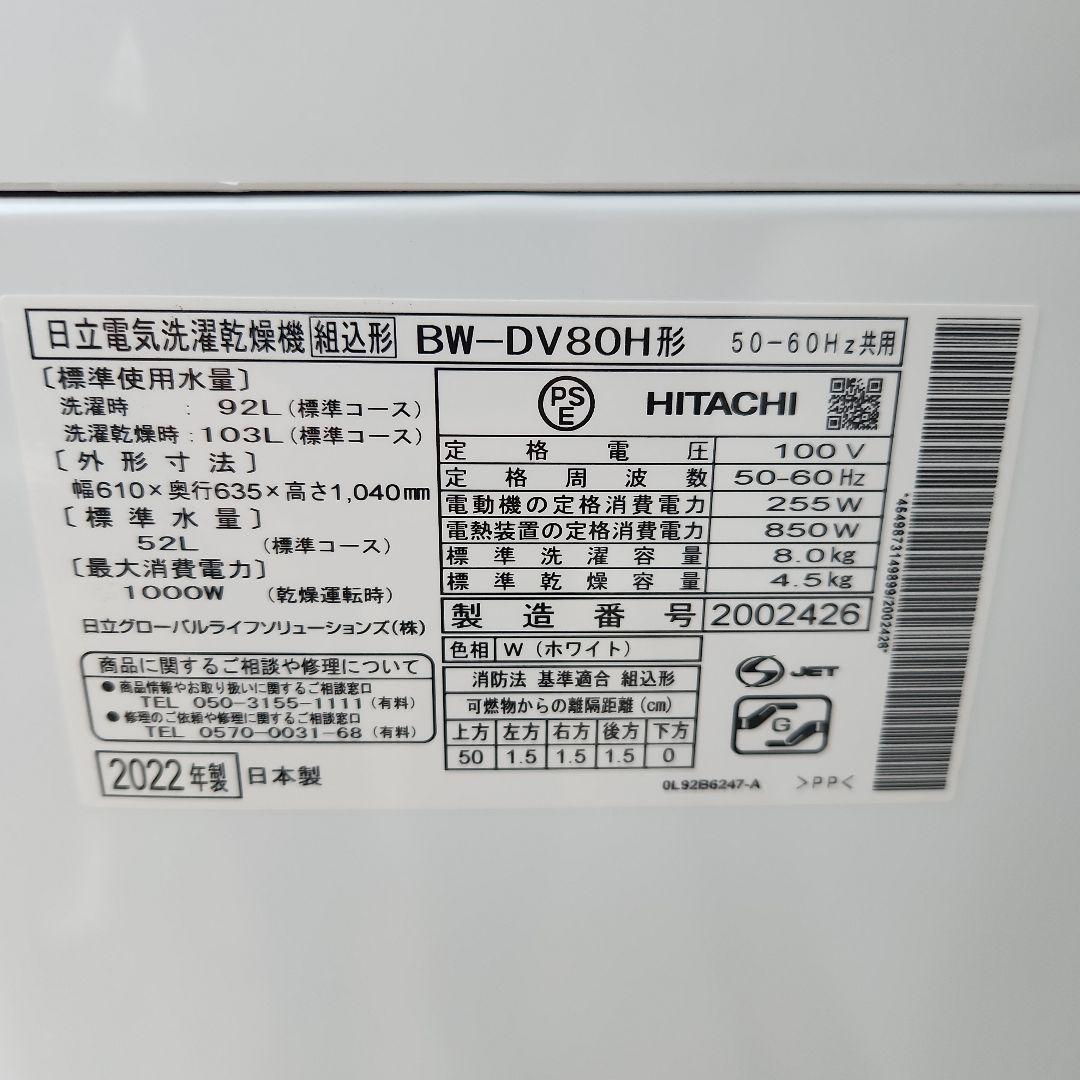 日立電気洗濯乾燥機 組込形 BW-DV80H形 50-60Hz共用
〔標準使用水量〕
洗濯時 : 92L(標準コース)
洗濯乾燥時:103L(標準コース)
〔外形寸法〕
幅610×奥行635×高さ1,040mm
〔標準水量〕
52L (標準コース)
〔最大消費電力〕
1000W (乾燥運転時)
日立グローバルライフソリューションズ(株)
商品に関するご相談や修理について
●商品情報やお取り扱いに関するご相談窓口
TEL 050-3155-1111(有料)
●修理のご依頼や修理に関するご相談窓口
TEL 0570-0031-68(有料)
2022年製 日本製
PS
E
HITACHI
定格電圧 100V
定格周波数 50-60Hz
電動機の定格消費電力 255W
電熱装置の定格消費電力 850W
標準洗濯容量 8.0kg
標準乾燥容量 4.5kg
製造番号 2002426
色相 W(ホワイト)
消防法 基準適合 組込形
可燃物からの離隔距離(cm)
上方 左方 右方 後方 下方
50 1.5 1.5 1.5 0
S JET
G
0L92B6247-A >PP<
*4549873149899/2002426*